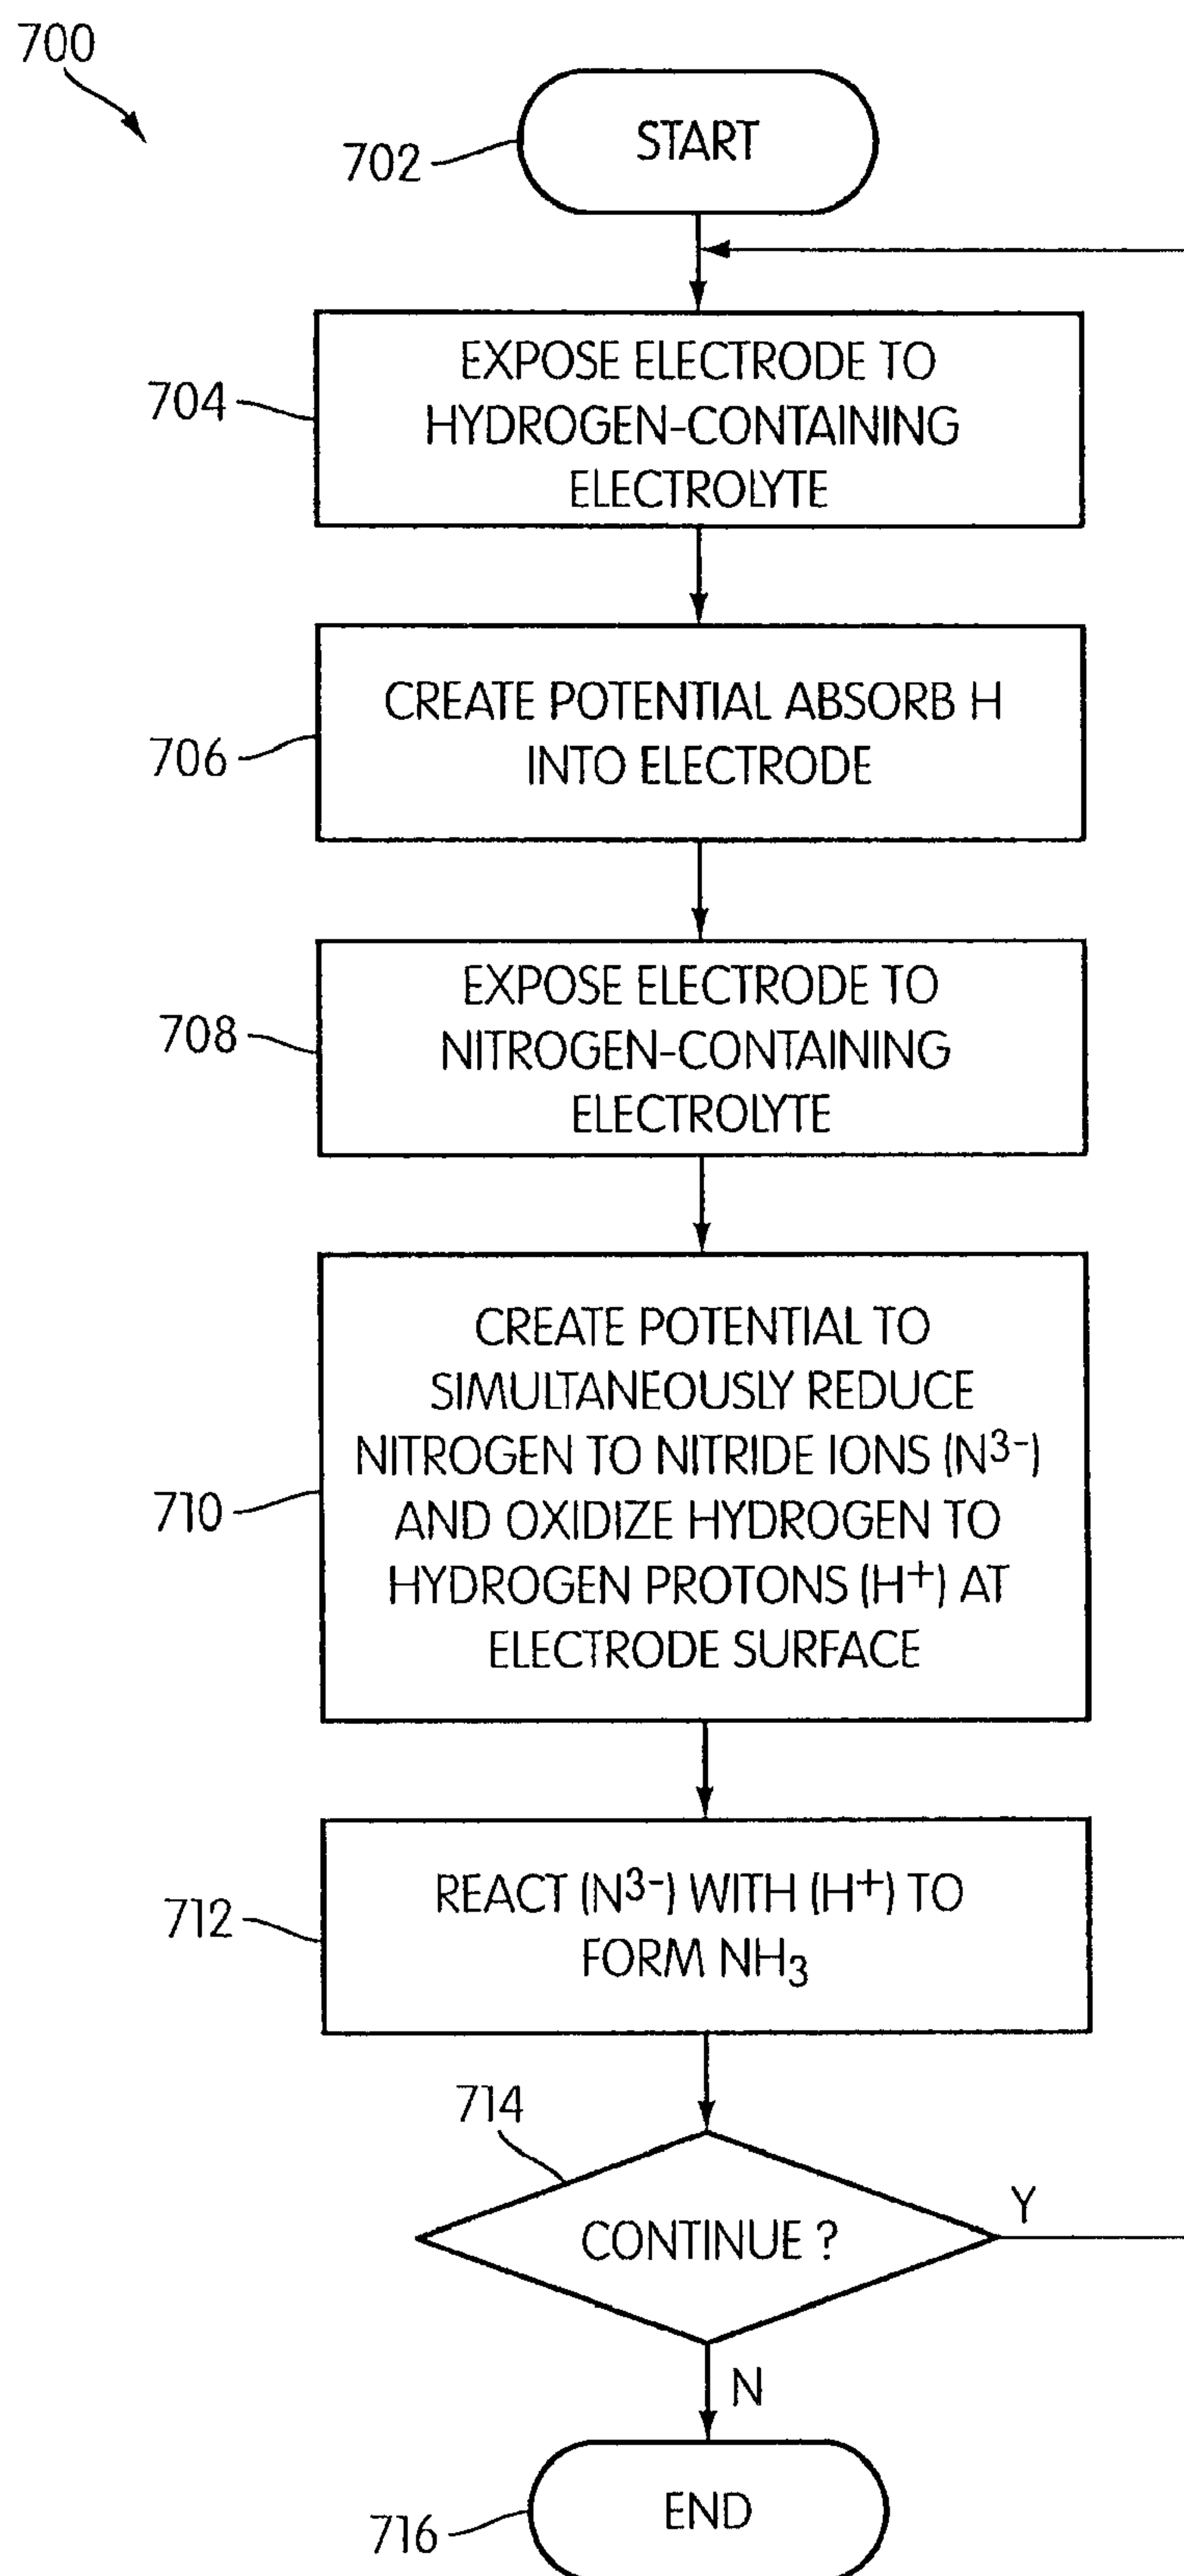 700
702
START
704
EXPOSE ELECTRODE TO
HYDROGEN-CONTAINING
ELECTROLYTE
706
CREATE POTENTIAL ABSORB H
INTO ELECTRODE
708
EXPOSE ELECTRODE TO
NITROGEN-CONTAINING
ELECTROLYTE
710
CREATE POTENTIAL TO
SIMULTANEOUSLY REDUCE
NITROGEN TO NITRIDE IONS (N³⁻)
AND OXIDIZE HYDROGEN TO
HYDROGEN PROTONS (H⁺) AT
ELECTRODE SURFACE
712
REACT (N³⁻) WITH (H⁺) TO
FORM NH₃
714
CONTINUE ?
Y
N
716
END